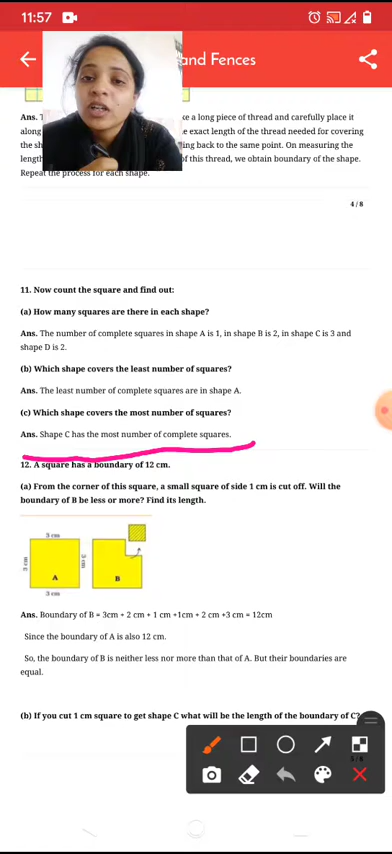 11:57
and Fences
Ans. T ke a long piece of thread and carefully place it
along e exact length of the thread needed for covering
the sh ing back to the same point. On measuring the
length of this thread, we obtain boundary of the shape.
Repeat the process for each shape.
4 / 8
11. Now count the square and find out:
(a) How many squares are there in each shape?
Ans. The number of complete squares in shape A is 1, in shape B is 2, in shape C is 3 and
shape D is 2.
(b) Which shape covers the least number of squares?
Ans. The least number of complete squares are in shape A.
(c) Which shape covers the most number of squares?
Ans. Shape C has the most number of complete squares.
12. A square has a boundary of 12 cm.
(a) From the corner of this square, a small square of side 1 cm is cut off. Will the
boundary of B be less or more? Find its length.
3 cm
3 cm
3 cm
A
3 cm
B
Ans. Boundary of B = 3cm + 2 cm + 1 cm +1cm + 2 cm +3 cm = 12cm
Since the boundary of A is also 12 cm.
So, the boundary of B is neither less nor more than that of A. But their boundaries are
equal.
(b) If you cut 1 cm square to get shape C what will be the length of the boundary of C?
5 / 8